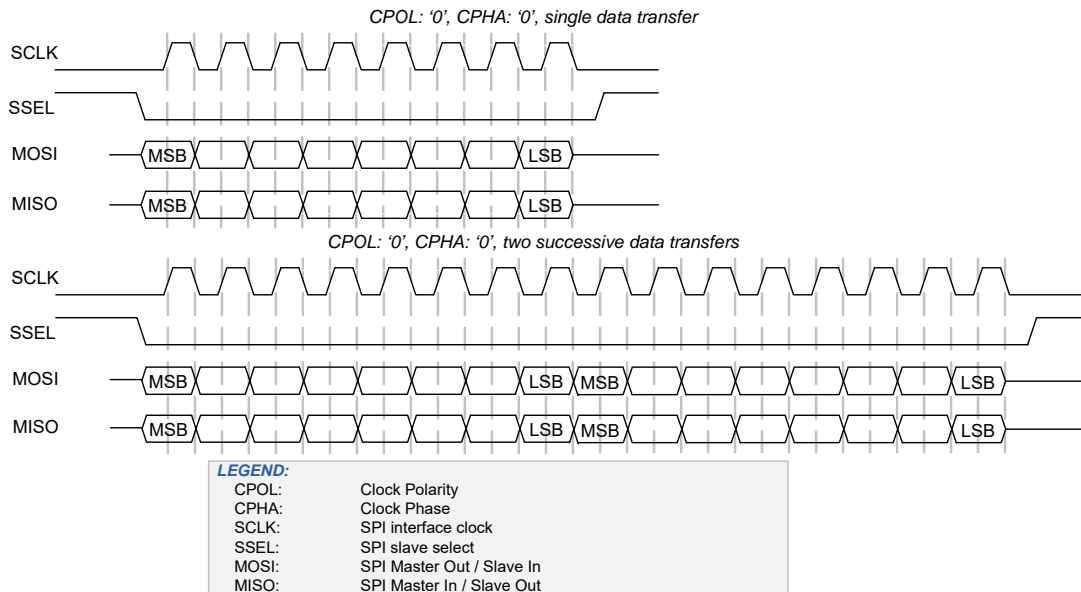 CPOL: ‘0’, CPHA: ‘0’, single data transfer
SCLK
SSEL
MOSI MSB LSB
MISO MSB LSB
CPOL: ‘0’, CPHA: ‘0’, two successive data transfers
SCLK
SSEL
MOSI MSB LSB MSB LSB
MISO MSB LSB MSB LSB
LEGEND:
CPOL: Clock Polarity
CPHA: Clock Phase
SCLK: SPI interface clock
SSEL: SPI slave select
MOSI: SPI Master Out / Slave In
MISO: SPI Master In / Slave Out